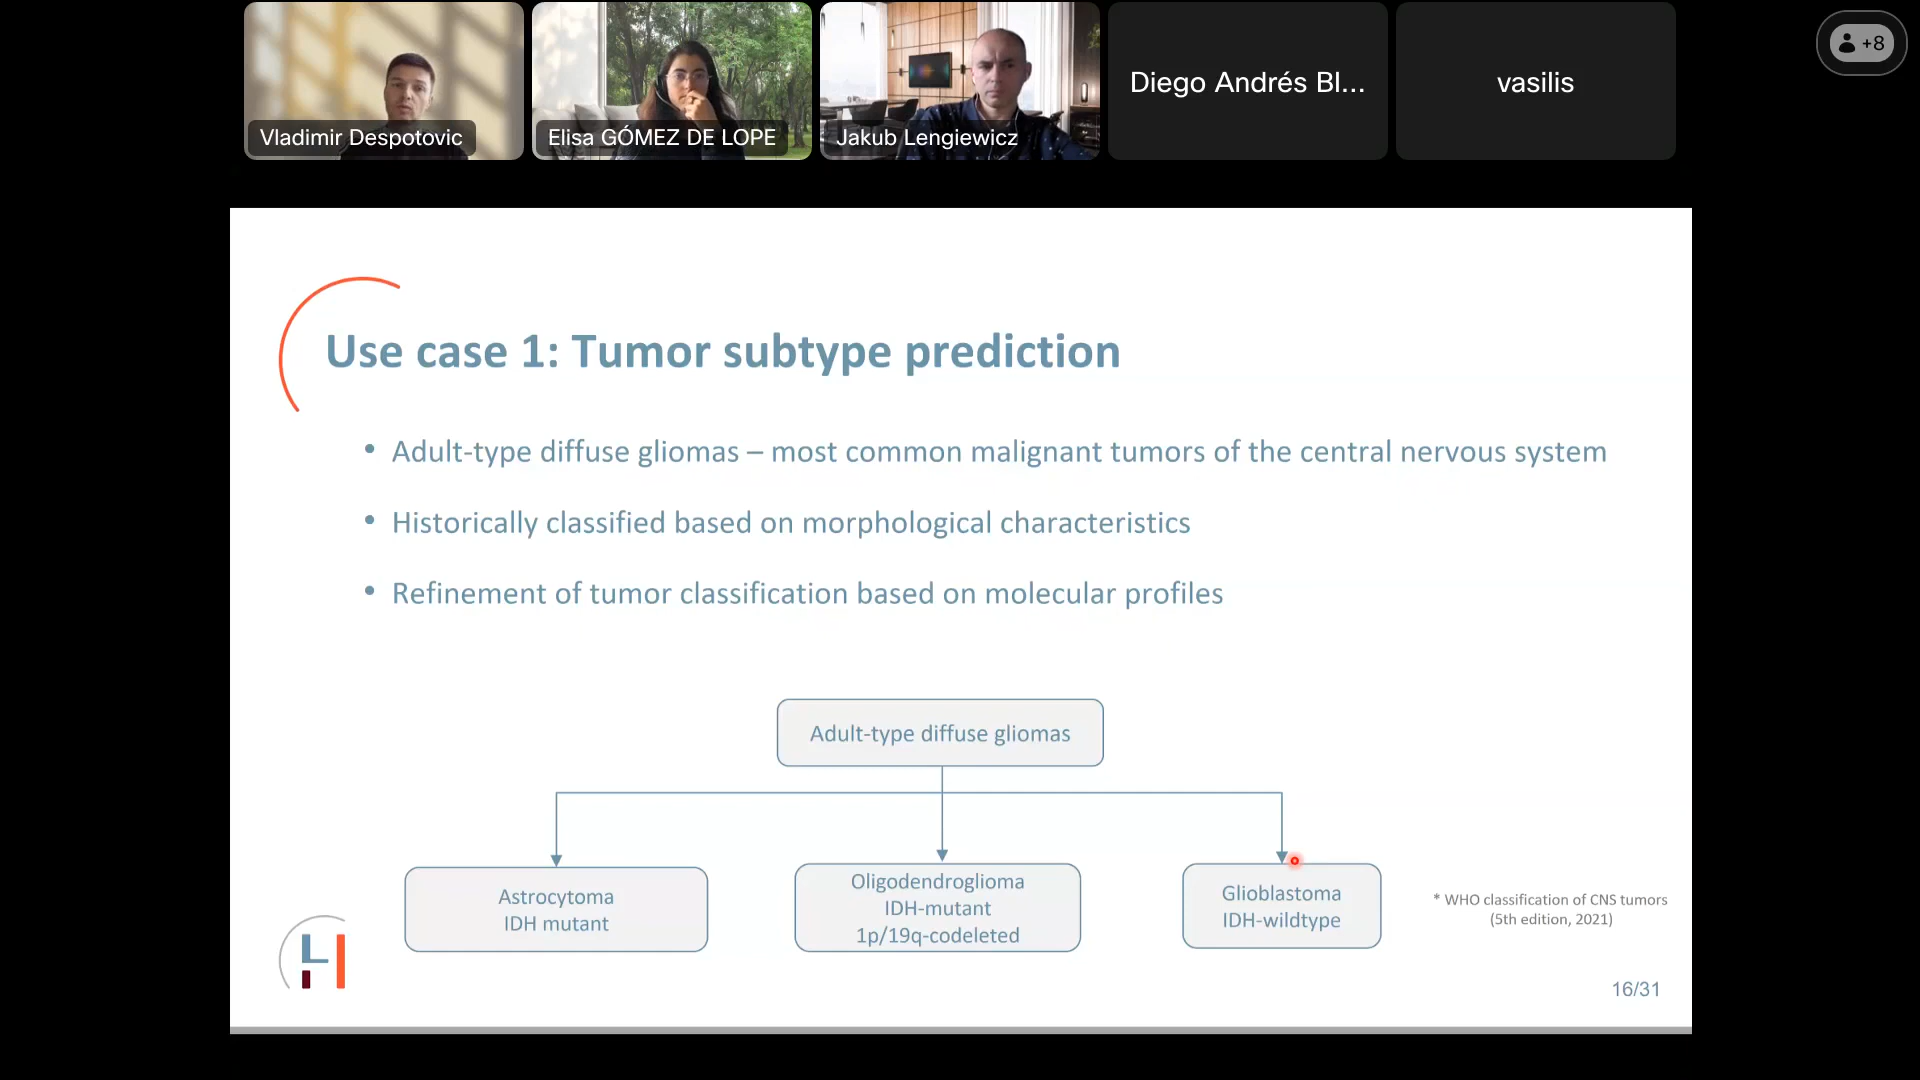 Vladimir Despotovic
Elisa GÓMEZ DE LOPE
Jakub Lengiewicz
Diego Andrés Bl...
vasilis
+8
Use case 1: Tumor subtype prediction
• Adult-type diffuse gliomas – most common malignant tumors of the central nervous system
• Historically classified based on morphological characteristics
• Refinement of tumor classification based on molecular profiles
Adult-type diffuse gliomas
Astrocytoma
IDH mutant
Oligodendroglioma
IDH-mutant
1p/19q-codeleted
Glioblastoma
IDH-wildtype
* WHO classification of CNS tumors
(5th edition, 2021)
16/31